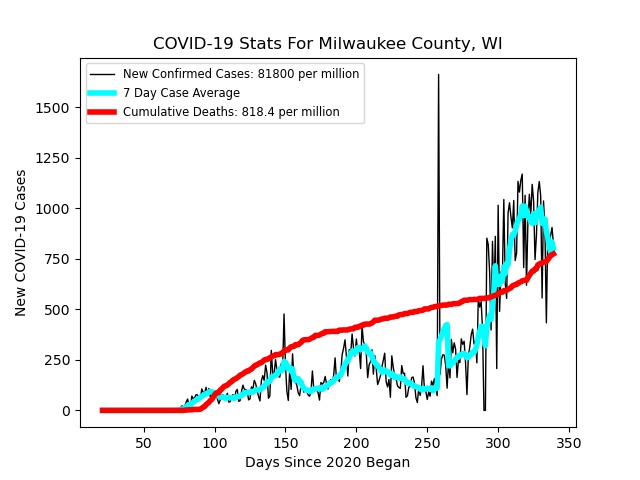 COVID-19 Stats For Milwaukee County, WI
New Confirmed Cases: 81800 per million
7 Day Case Average
Cumulative Deaths: 818.4 per million
New COVID-19 Cases
1500
1250
1000
750
500
250
0
50
100
150
200
250
300
350
Days Since 2020 Began